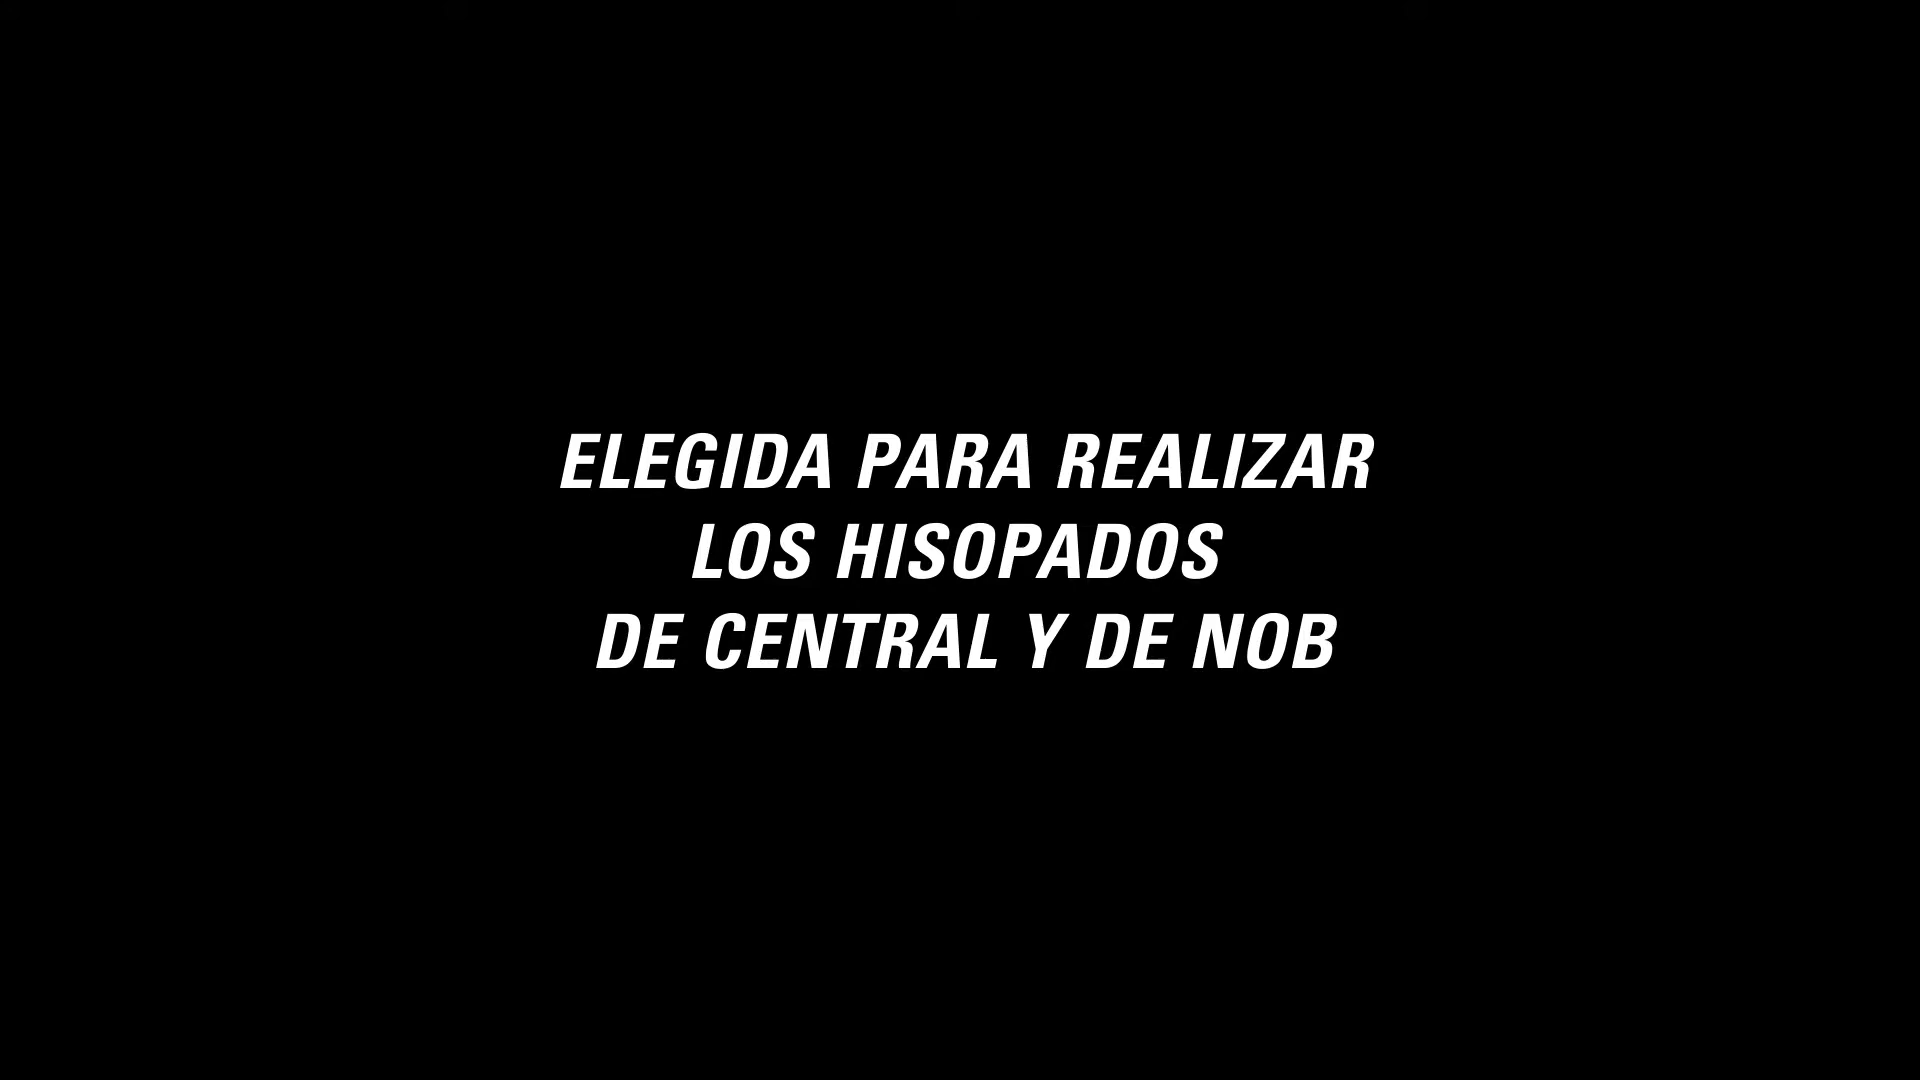 ELEGIDA PARA REALIZAR
LOS HISOPADOS
DE CENTRAL Y DE NOB